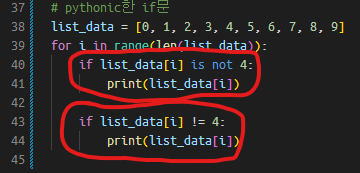 37 # pythonic한 if문
38 list_data = [0, 1, 2, 3, 4, 5, 6, 7, 8, 9]
39 for i in range(len(list_data)):
40     if list_data[i] is not 4:
41         print(list_data[i])
42
43     if list_data[i] != 4:
44         print(list_data[i])
45